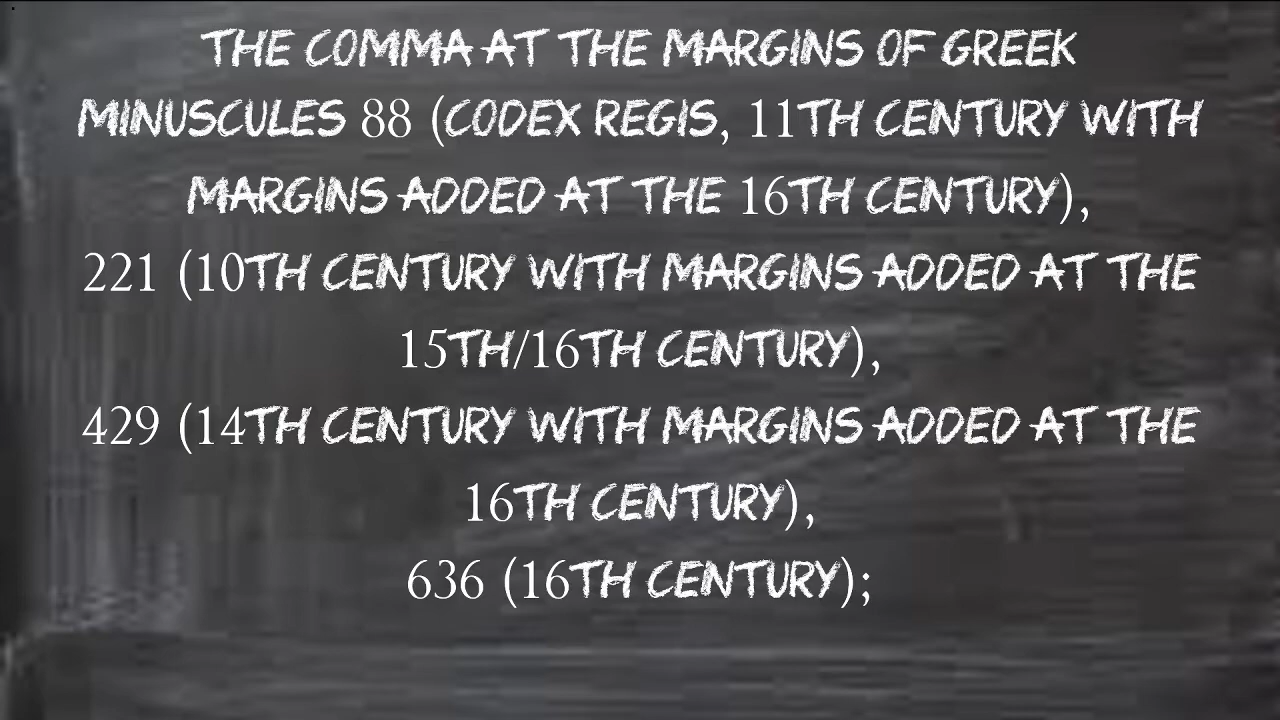 THE COMMA AT THE MARGINS OF GREEK
MINUSCULES 88 (CODEX REGIS, 11TH CENTURY WITH
MARGINS ADDED AT THE 16TH CENTURY),
221 (10TH CENTURY WITH MARGINS ADDED AT THE
15TH/16TH CENTURY),
429 (14TH CENTURY WITH MARGINS ADDED AT THE
16TH CENTURY),
636 (16TH CENTURY);